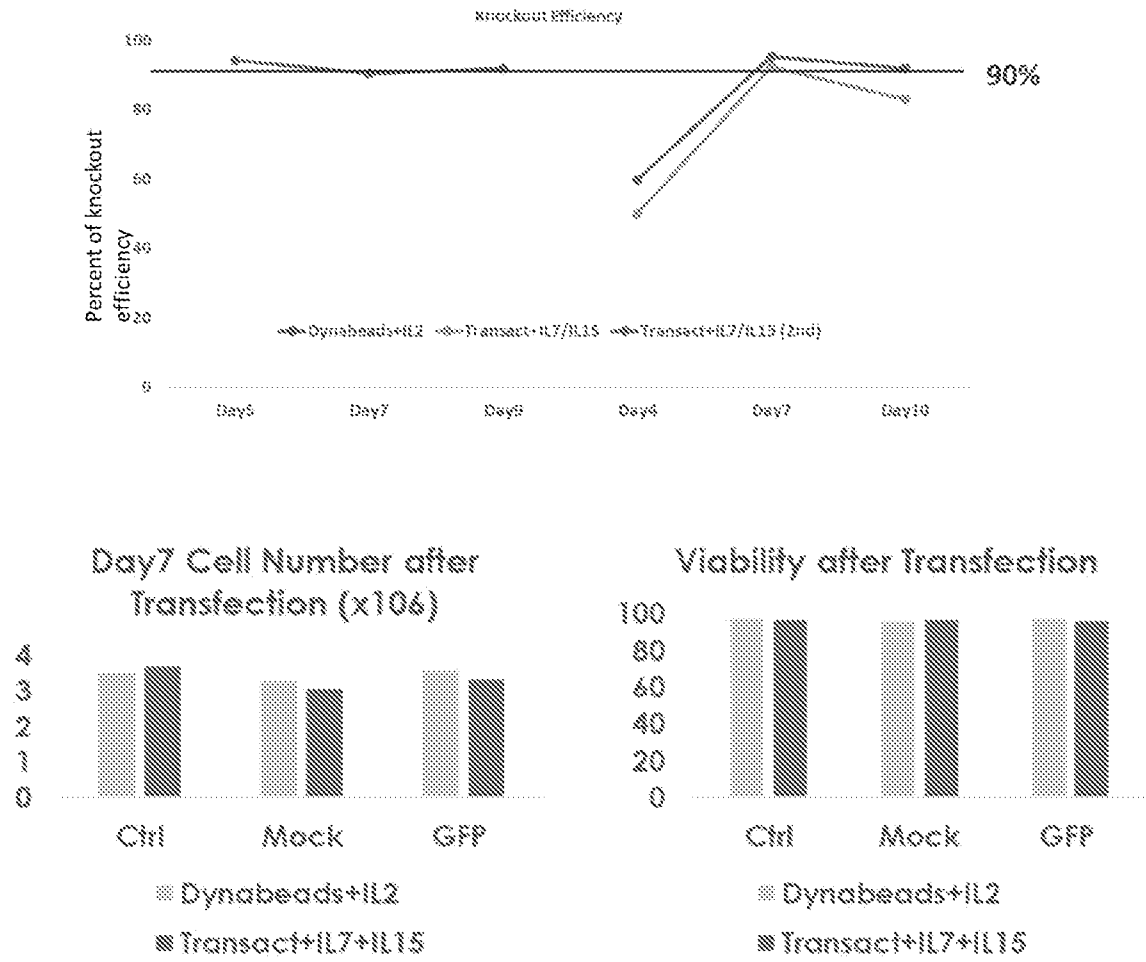 Knockout Efficiency
100
90%
80
60
40
20
0
Percent of knockout
efficiency
Dynabeads+IL2 Transact+IL7/IL15 Transact+IL7/IL15 (2nd)
Day5 Day7 Day9 Day4 Day7 Day10
Day7 Cell Number after
Transfection (x106)
4
3
2
1
0
Ctrl Mock GFP
Dynabeads+IL2
Transact+IL7+IL15
Viability after Transfection
100
80
60
40
20
0
Ctrl Mock GFP
Dynabeads+IL2
Transact+IL7+IL15